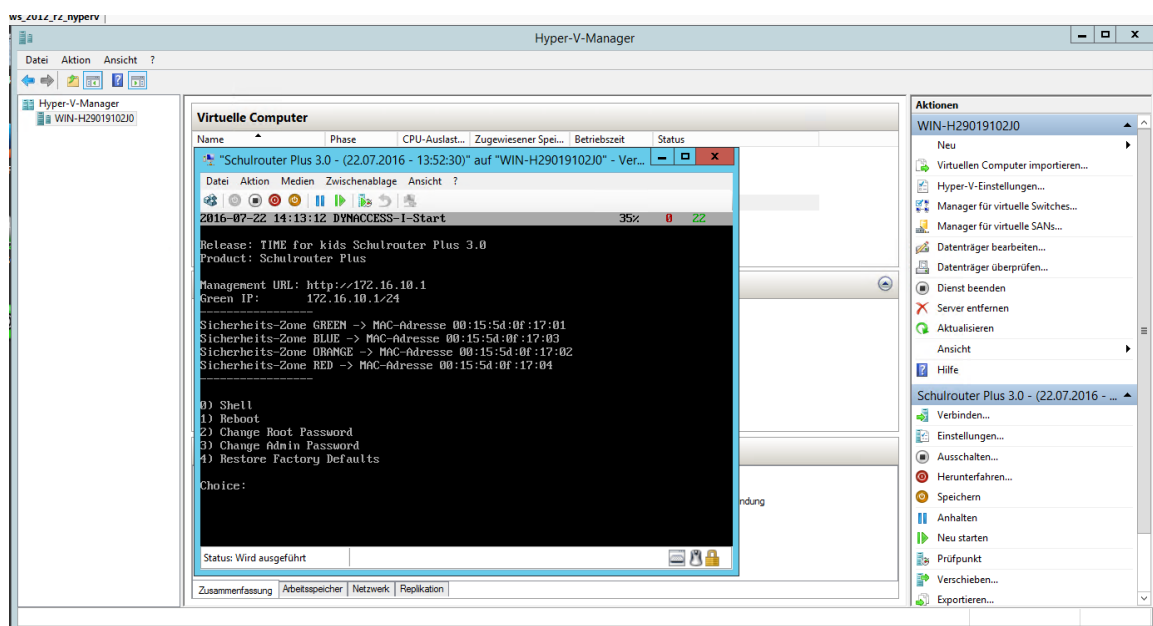 ws_2012_r2_hyperv
Hyper-V-Manager
Datei Aktion Ansicht ?
Hyper-V-Manager
WIN-H29019102J0
Virtuelle Computer
Name Phase CPU-Auslast... Zugewiesener Spei... Betriebszeit Status
"Schulrouter Plus 3.0 - (22.07.2016 - 13:52:30)" auf "WIN-H29019102J0" - Ver...
Datei Aktion Medien Zwischenablage Ansicht ?
2016-07-22 14:13:12 DYNACCESS-I-Start 35% 0 22
Release: TIME for kids Schulrouter Plus 3.0
Product: Schulrouter Plus
Management URL: http://172.16.10.1
Green IP: 172.16.10.1/24
-----------------
Sicherheits-Zone GREEN -> MAC-Adresse 00:15:5d:0f:17:01
Sicherheits-Zone BLUE -> MAC-Adresse 00:15:5d:0f:17:03
Sicherheits-Zone ORANGE -> MAC-Adresse 00:15:5d:0f:17:02
Sicherheits-Zone RED -> MAC-Adresse 00:15:5d:0f:17:04
-----------------
0) Shell
1) Reboot
2) Change Root Password
3) Change Admin Password
4) Restore Factory Defaults
Choice:
ndung
Status: Wird ausgeführt
Zusammenfassung Arbeitsspeicher Netzwerk Replikation
Aktionen
WIN-H29019102J0
Neu
Virtuellen Computer importieren...
Hyper-V-Einstellungen...
Manager für virtuelle Switches...
Manager für virtuelle SANs...
Datenträger bearbeiten...
Datenträger überprüfen...
Dienst beenden
Server entfernen
Aktualisieren
Ansicht
Hilfe
Schulrouter Plus 3.0 - (22.07.2016 - ...
Verbinden...
Einstellungen...
Ausschalten...
Herunterfahren...
Speichern
Anhalten
Neu starten
Prüfpunkt
Verschieben...
Exportieren...